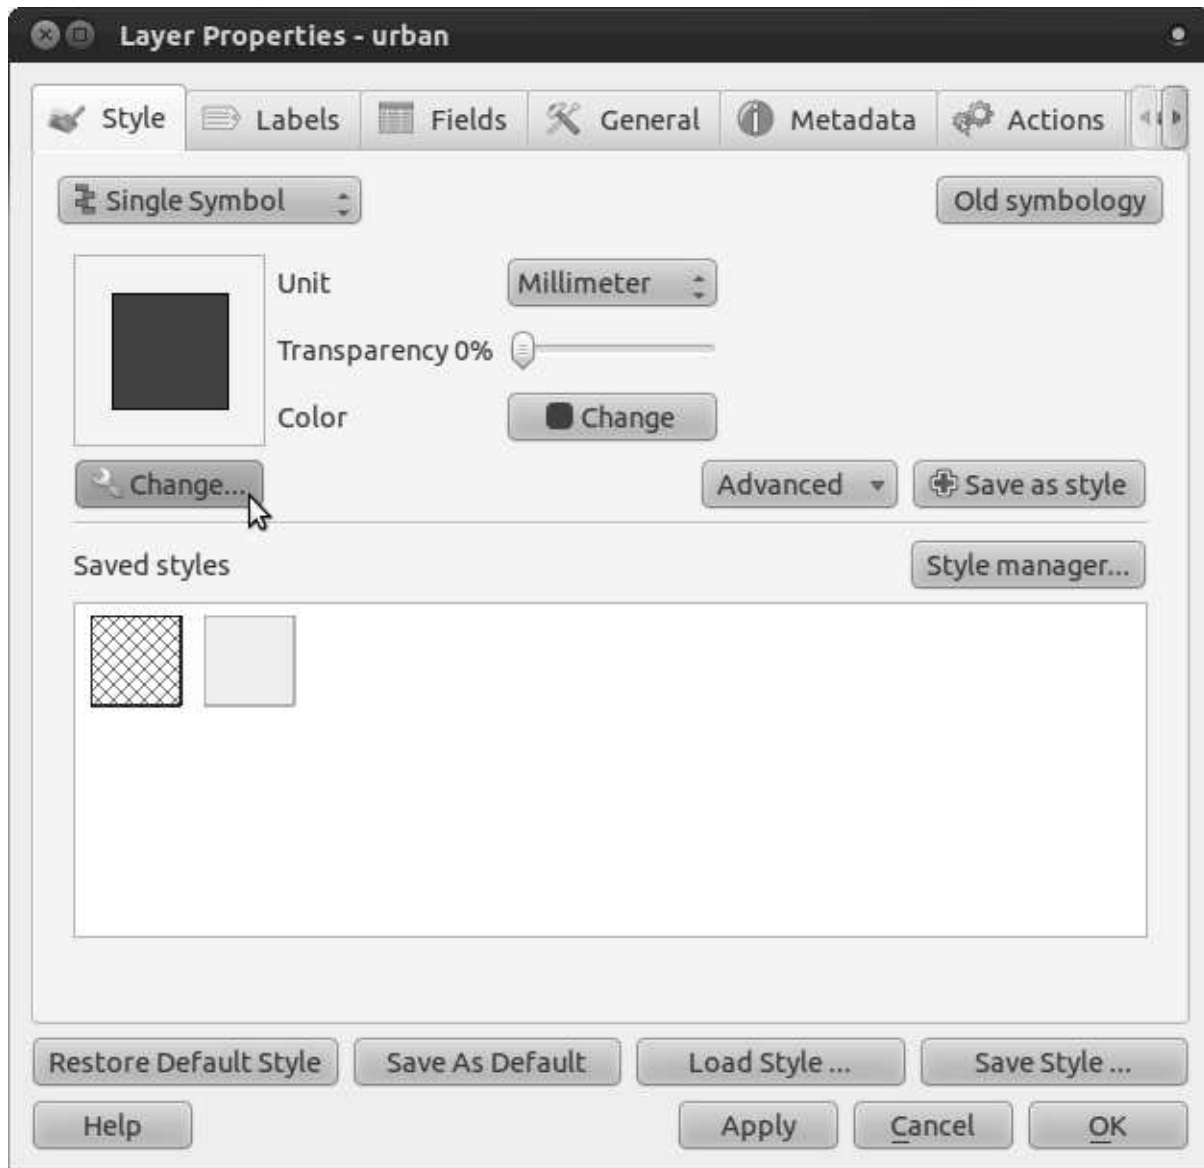 Layer Properties - urban
Style Labels Fields General Metadata Actions
Single Symbol Old symbology
Unit Millimeter
Transparency 0%
Color Change
Change... Advanced Save as style
Saved styles Style manager...
Restore Default Style Save As Default Load Style ... Save Style ...
Help Apply Cancel OK